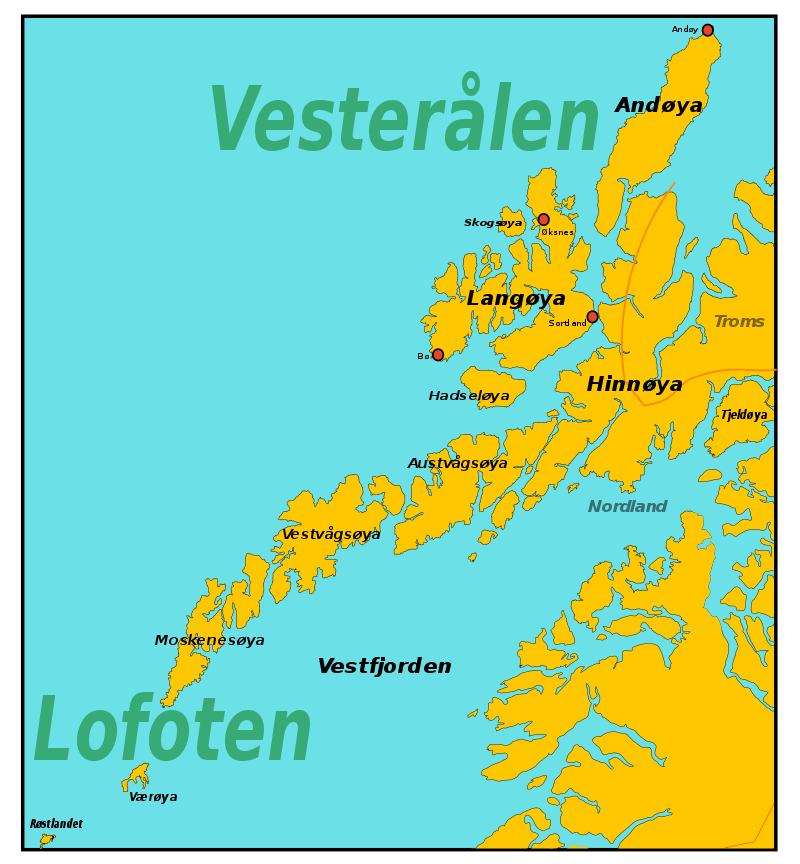 Andøy
Vesterålen
Andøya
Skogsøya
Øksnes
Langøya
Sortland
Troms
Bø
Hinnøya
Hadseløya
Tjeldøya
Austvågsøya
Nordland
Vestvågsøya
Moskenesøya
Vestfjorden
Lofoten
Værøya
Røstlandet